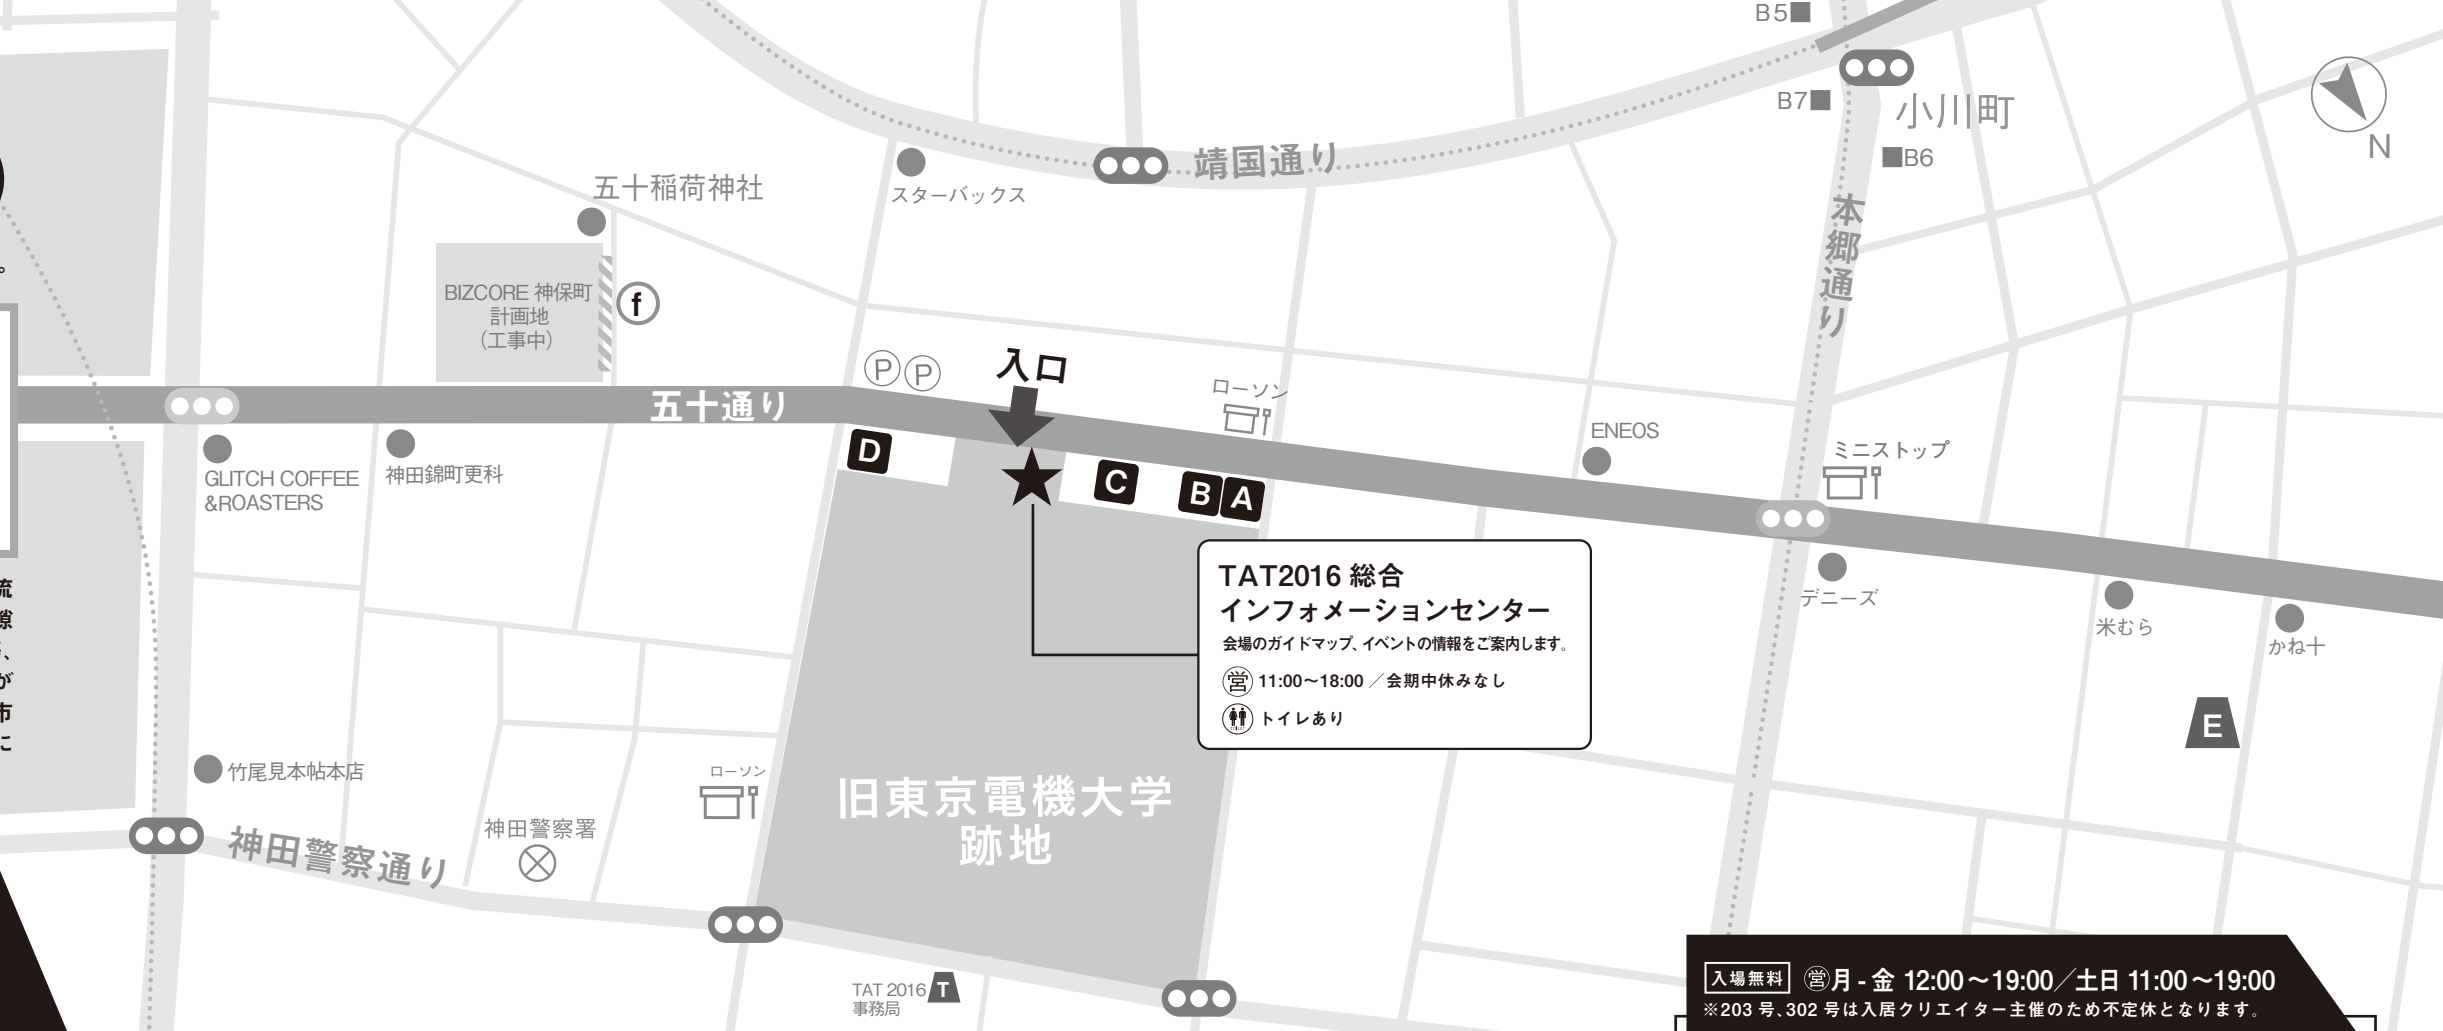 B5
B7
小川町
B6
N
靖国通り
本郷通り
スターバックス
五十稲荷神社
BIZCORE 神保町
計画地
（工事中）
f
P P
入口
ローソン
五十通り
D
C
B
A
ENEOS
ミニストップ
GLITCH COFFEE
&ROASTERS
神田錦町更科
TAT2016 総合
インフォメーションセンター
会場のガイドマップ、イベントの情報をご案内します。
営 11:00〜18:00 ／会期中休みなし
トイレあり
デニーズ
米むら
かね十
E
竹尾見本帖本店
神田警察通り
神田警察署
ローソン
旧東京電機大学
跡地
TAT 2016
事務局
T
入場無料 営 月 - 金 12:00〜19:00／土日 11:00〜19:00
※203 号、302 号は入居クリエイター主催のため不定休となります。
。
流
隙
、
が
市
に